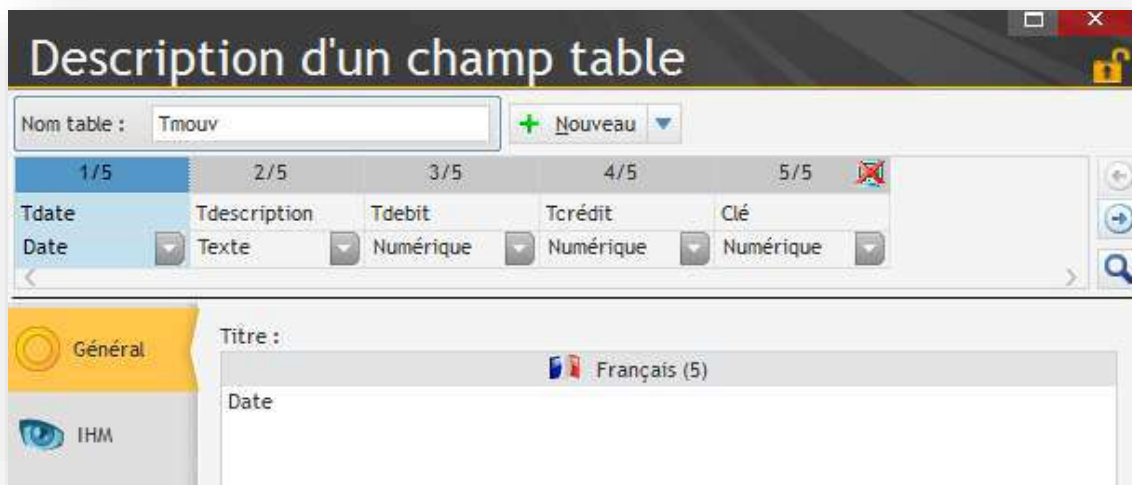 Description d'un champ table
Nom table : Tmouv + Nouveau
1/5 2/5 3/5 4/5 5/5
Tdate Tdescription Tdebit Tcrédit Clé
Date Texte Numérique Numérique Numérique
Général
Titre :
Français (5)
Date
IHM